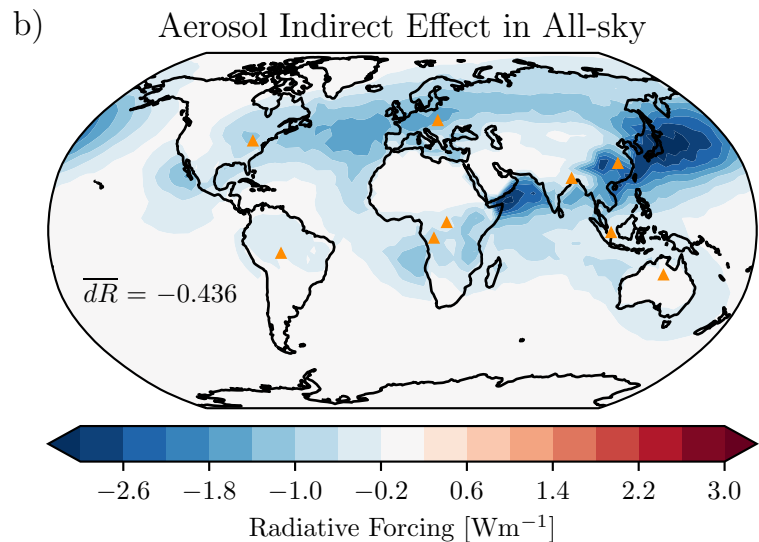 b) Aerosol Indirect Effect in All-sky
$\overline{dR}$ = −0.436
−2.6 −1.8 −1.0 −0.2 0.6 1.4 2.2 3.0
Radiative Forcing [Wm⁻¹]